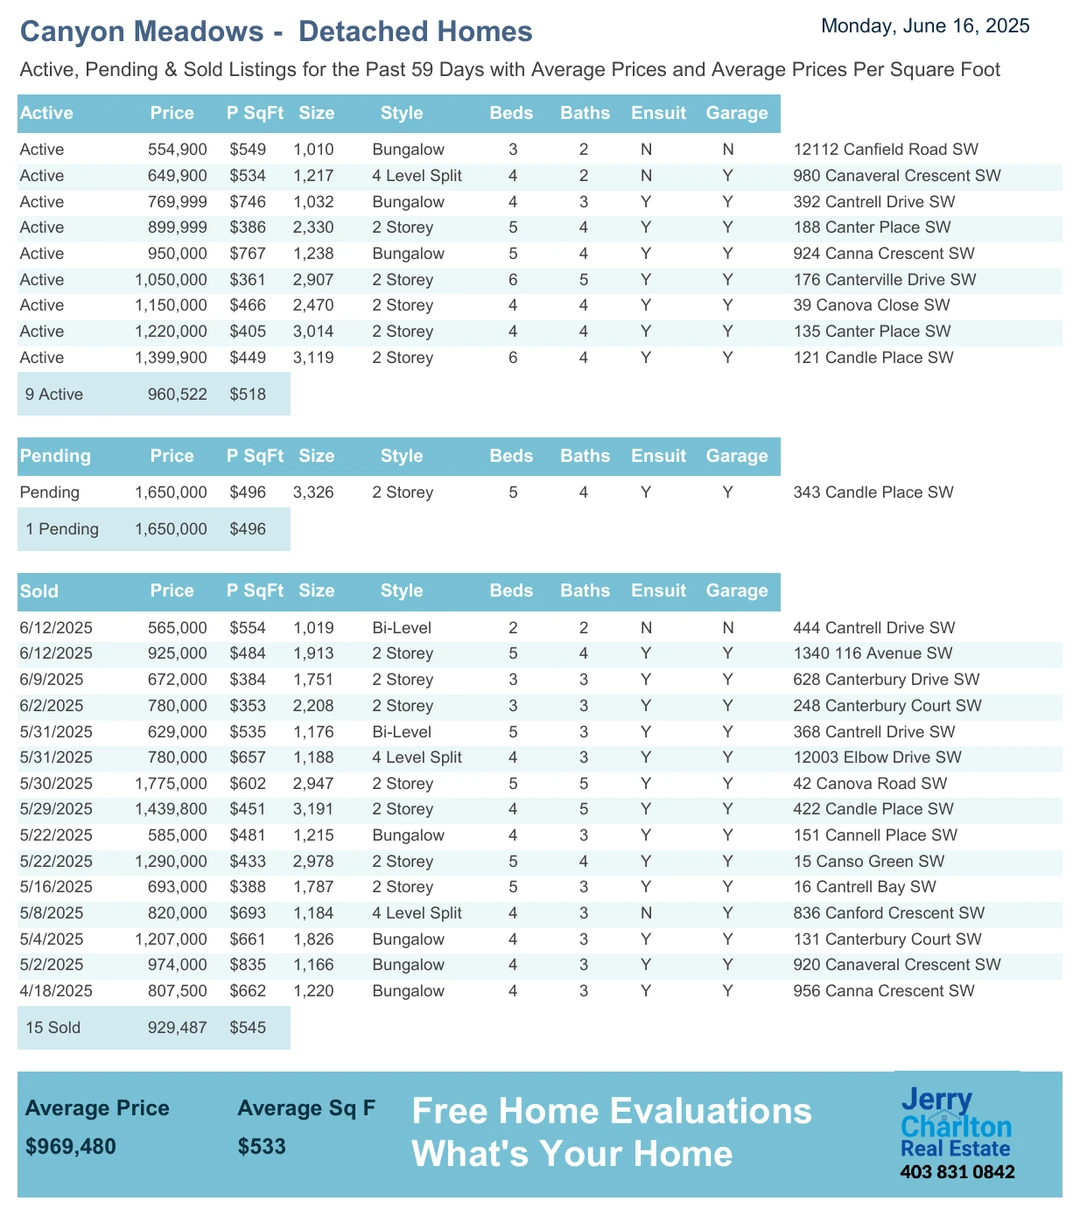 Canyon Meadows - Detached Homes Monday, June 16, 2025
Active, Pending & Sold Listings for the Past 59 Days with Average Prices and Average Prices Per Square Foot
Active Price P SqFt Size Style Beds Baths Ensuit Garage
Active 554,900 $549 1,010 Bungalow 3 2 N N 12112 Canfield Road SW
Active 649,900 $534 1,217 4 Level Split 4 2 N Y 980 Canaveral Crescent SW
Active 769,999 $746 1,032 Bungalow 4 3 Y Y 392 Cantrell Drive SW
Active 899,999 $386 2,330 2 Storey 5 4 Y Y 188 Canter Place SW
Active 950,000 $767 1,238 Bungalow 5 4 Y Y 924 Canna Crescent SW
Active 1,050,000 $361 2,907 2 Storey 6 5 Y Y 176 Canterville Drive SW
Active 1,150,000 $466 2,470 2 Storey 4 4 Y Y 39 Canova Close SW
Active 1,220,000 $405 3,014 2 Storey 4 4 Y Y 135 Canter Place SW
Active 1,399,900 $449 3,119 2 Storey 6 4 Y Y 121 Candle Place SW
9 Active 960,522 $518
Pending Price P SqFt Size Style Beds Baths Ensuit Garage
Pending 1,650,000 $496 3,326 2 Storey 5 4 Y Y 343 Candle Place SW
1 Pending 1,650,000 $496
Sold Price P SqFt Size Style Beds Baths Ensuit Garage
6/12/2025 565,000 $554 1,019 Bi-Level 2 2 N N 444 Cantrell Drive SW
6/12/2025 925,000 $484 1,913 2 Storey 5 4 Y Y 1340 116 Avenue SW
6/9/2025 672,000 $384 1,751 2 Storey 3 3 Y Y 628 Canterbury Drive SW
6/2/2025 780,000 $353 2,208 2 Storey 3 3 Y Y 248 Canterbury Court SW
5/31/2025 629,000 $535 1,176 Bi-Level 5 3 Y Y 368 Cantrell Drive SW
5/31/2025 780,000 $657 1,188 4 Level Split 4 3 Y Y 12003 Elbow Drive SW
5/30/2025 1,775,000 $602 2,947 2 Storey 5 5 Y Y 42 Canova Road SW
5/29/2025 1,439,800 $451 3,191 2 Storey 4 5 Y Y 422 Candle Place SW
5/22/2025 585,000 $481 1,215 Bungalow 4 3 Y Y 151 Cannell Place SW
5/22/2025 1,290,000 $433 2,978 2 Storey 5 4 Y Y 15 Canso Green SW
5/16/2025 693,000 $388 1,787 2 Storey 5 3 Y Y 16 Cantrell Bay SW
5/8/2025 820,000 $693 1,184 4 Level Split 4 3 N Y 836 Canford Crescent SW
5/4/2025 1,207,000 $661 1,826 Bungalow 4 3 Y Y 131 Canterbury Court SW
5/2/2025 974,000 $835 1,166 Bungalow 4 3 Y Y 920 Canaveral Crescent SW
4/18/2025 807,500 $662 1,220 Bungalow 4 3 Y Y 956 Canna Crescent SW
15 Sold 929,487 $545
Average Price Average Sq F
$969,480 $533
Free Home Evaluations
What's Your Home
Jerry
Charlton
Real Estate
403 831 0842